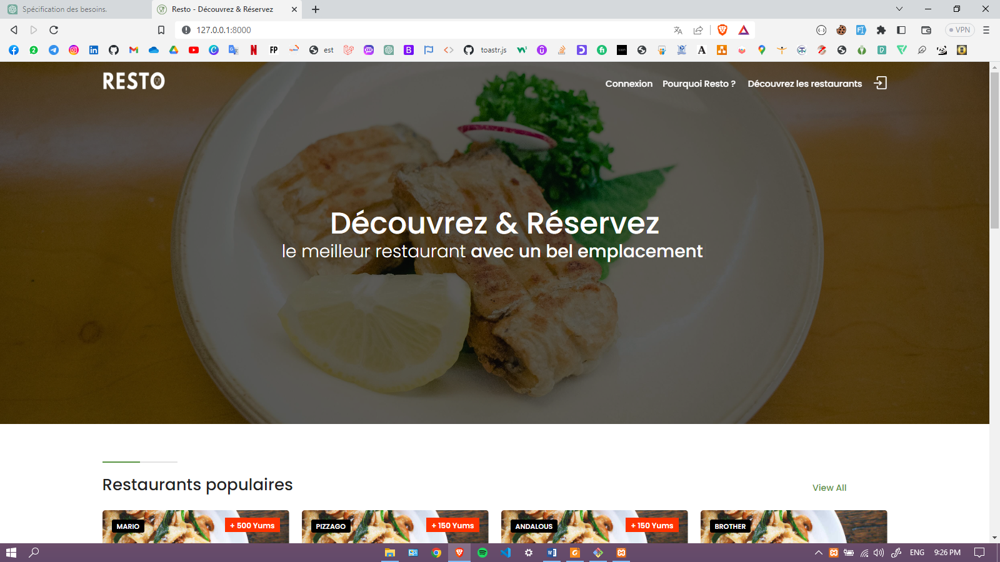 Spécification des besoins.
Resto - Découvrez & Réservez
127.0.0.1:8000
VPN
est
toastr.js
RESTO
Connexion
Pourquoi Resto ?
Découvrez les restaurants
Découvrez & Réservez
le meilleur restaurant avec un bel emplacement
Restaurants populaires
View All
MARIO
+ 500 Yums
PIZZAGO
+ 150 Yums
ANDALOUS
+ 150 Yums
BROTHER
ENG
9:26 PM